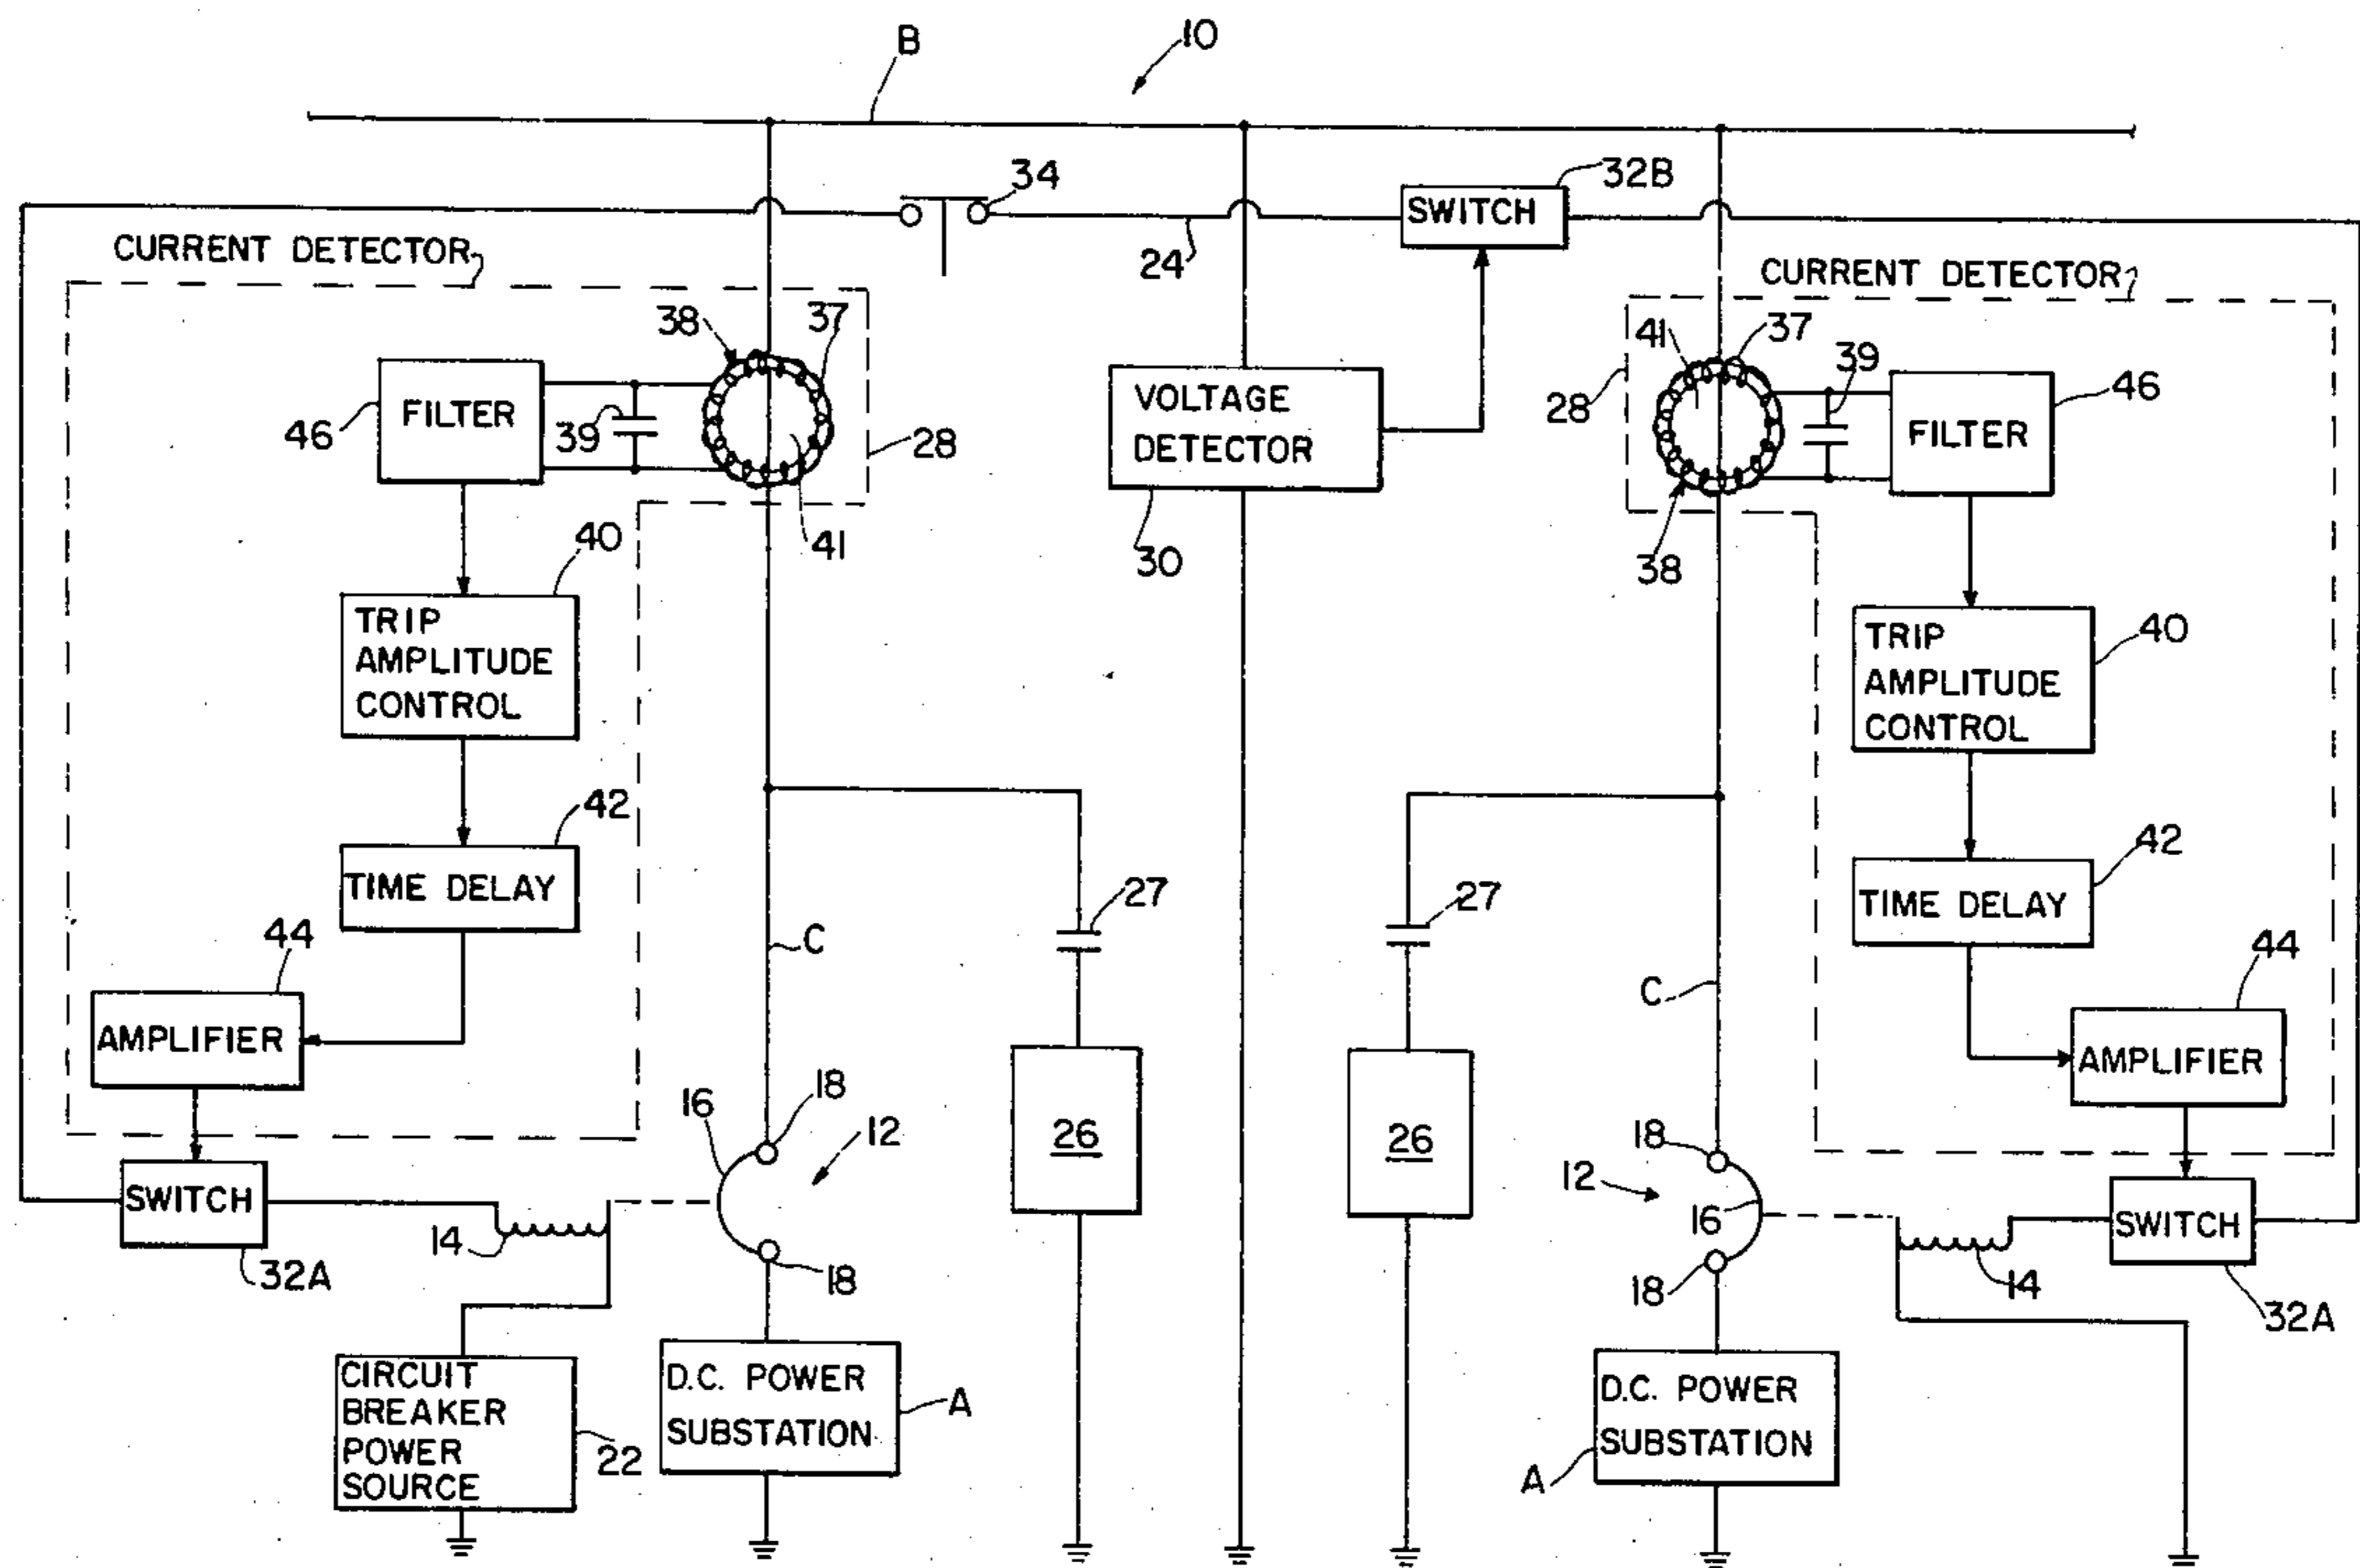 B
10
34
32B
SWITCH
24
CURRENT DETECTOR
CURRENT DETECTOR
38
37
41
37
39
FILTER
46
39
28
VOLTAGE
DETECTOR
28
FILTER
46
41
30
38
40
TRIP
AMPLITUDE
CONTROL
40
TRIP
AMPLITUDE
CONTROL
42
TIME DELAY
42
TIME DELAY
27
27
C
C
44
AMPLIFIER
44
AMPLIFIER
16
18
12
26
26
18
12
16
SWITCH
14
32A
18
18
14
SWITCH
32A
CIRCUIT
BREAKER
POWER
SOURCE
22
D.C. POWER
SUBSTATION
A
D.C. POWER
SUBSTATION
A